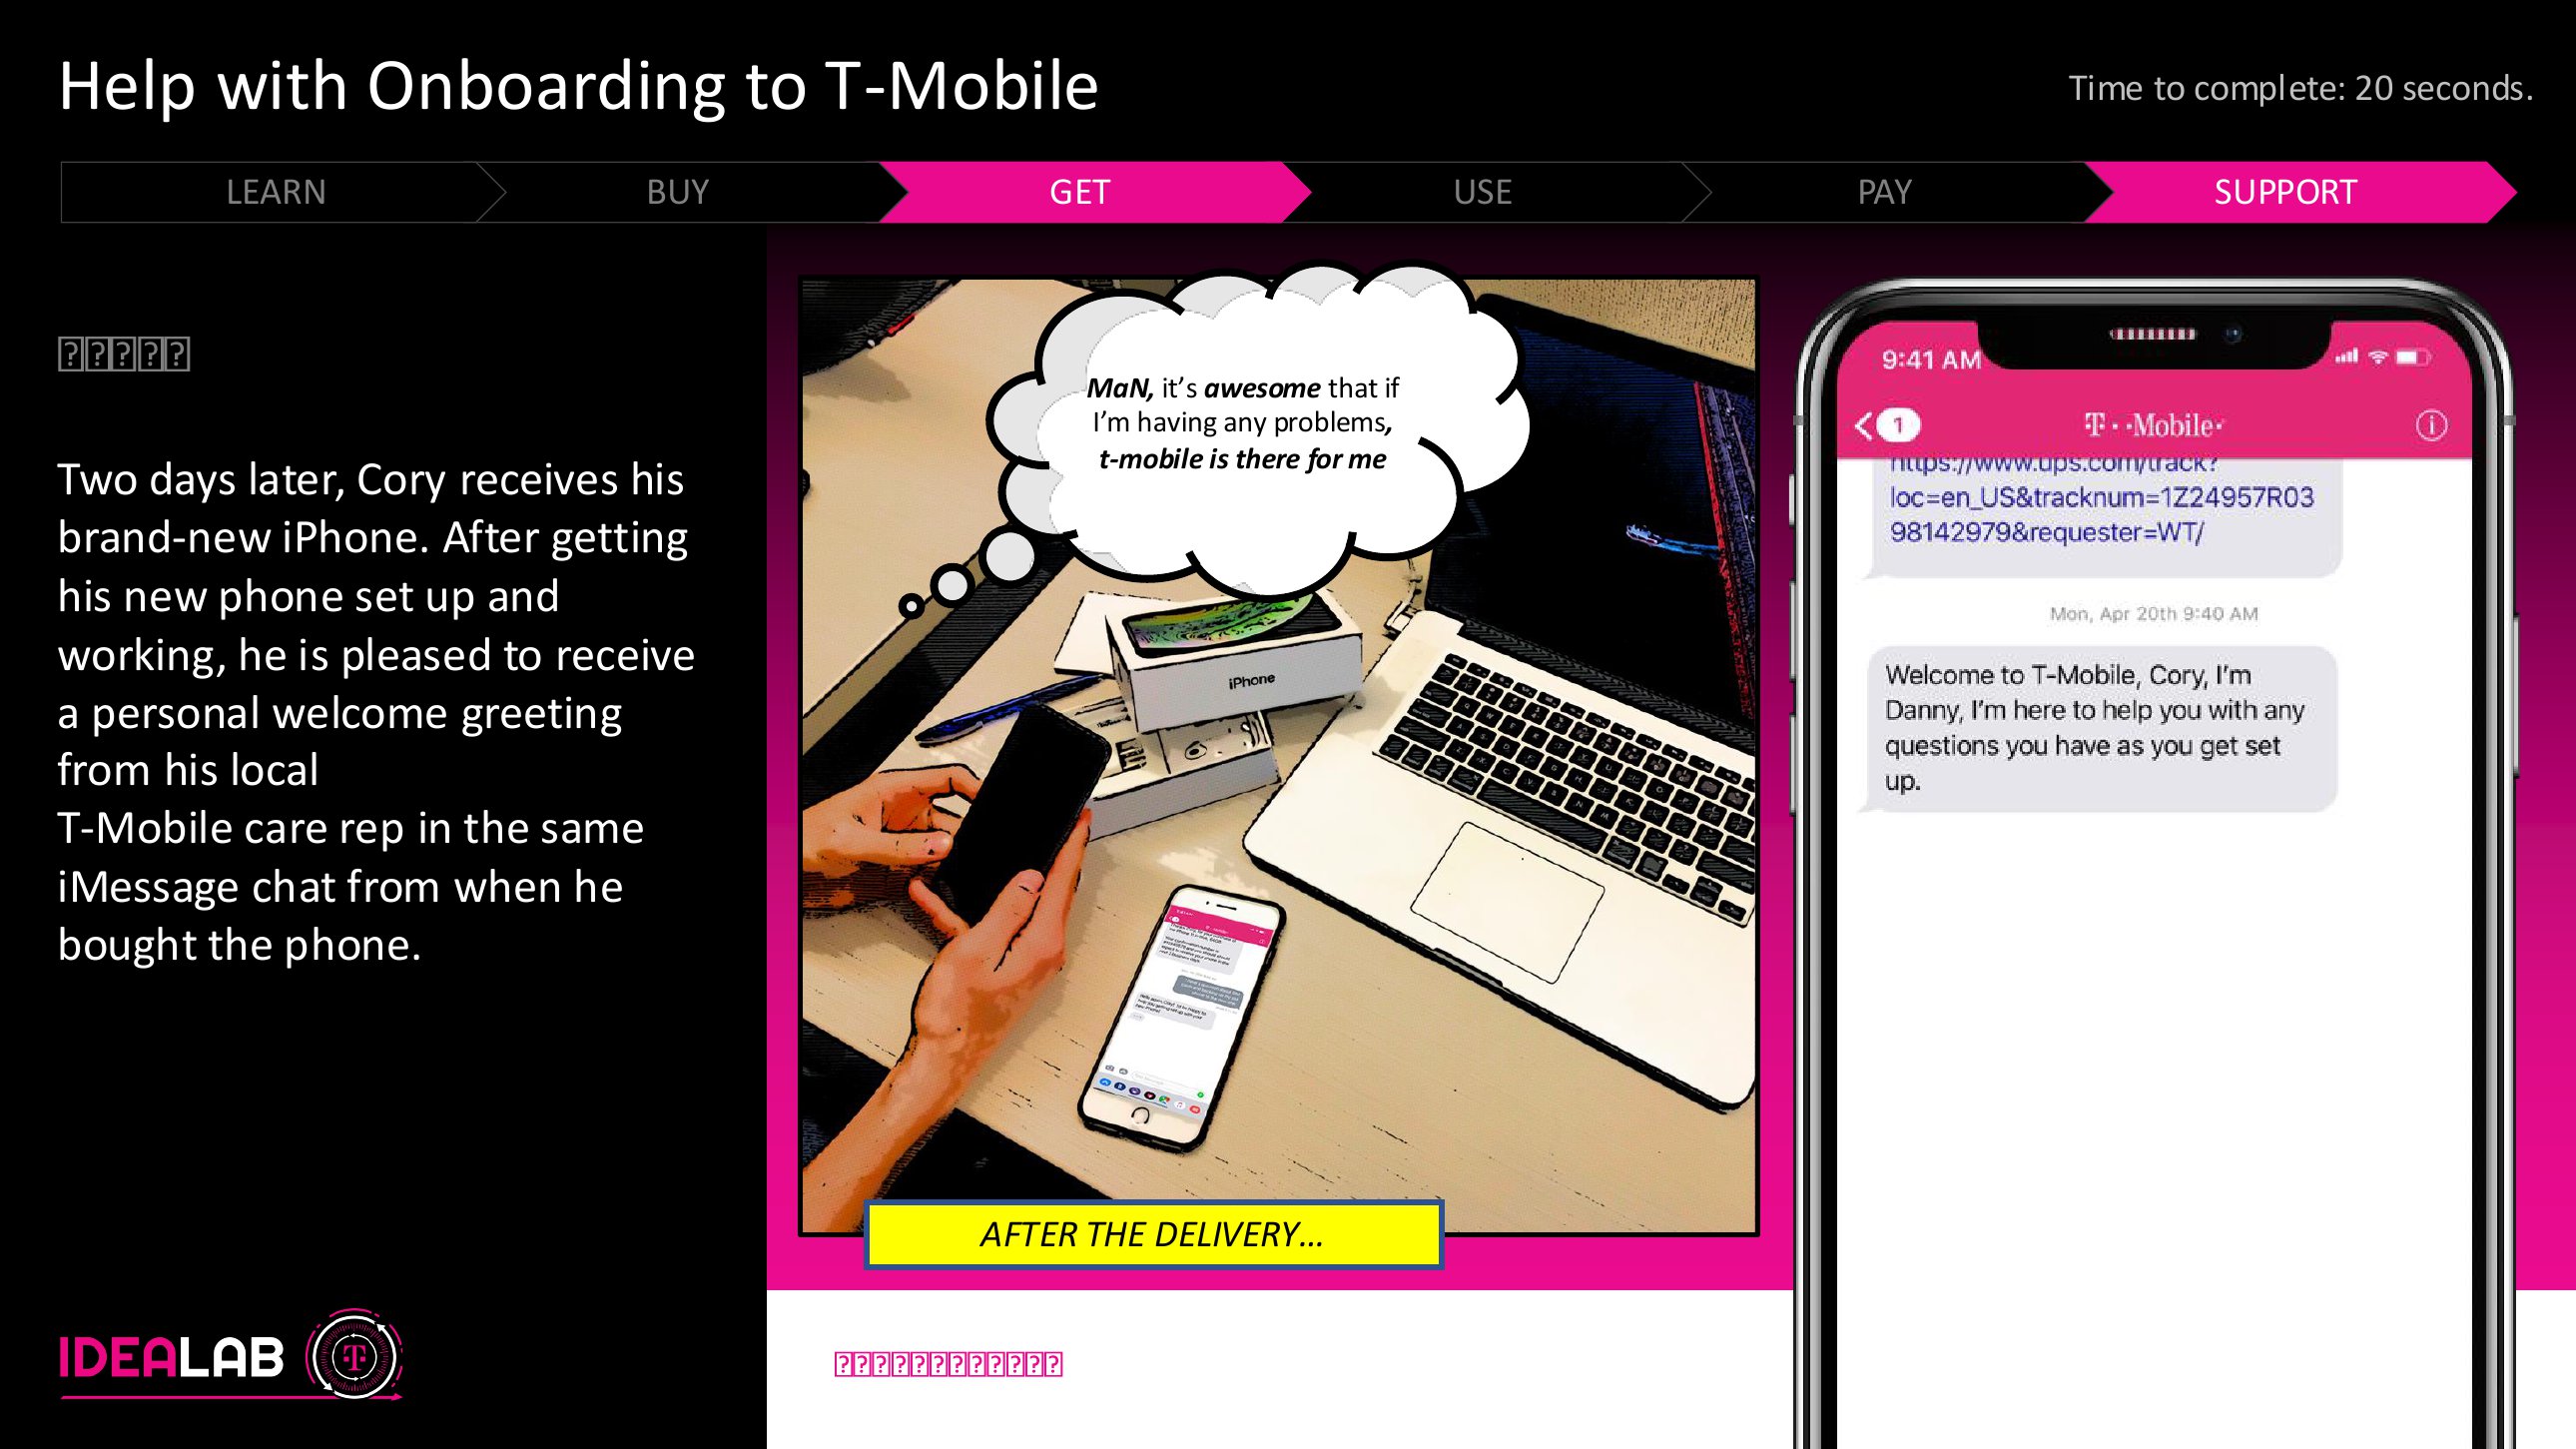 Help with Onboarding to T-Mobile
Time to complete: 20 seconds.
LEARN
BUY
GET
USE
PAY
SUPPORT
Two days later, Cory receives his
brand-new iPhone. After getting
his new phone set up and
working, he is pleased to receive
a personal welcome greeting
from his local
T-Mobile care rep in the same
iMessage chat from when he
bought the phone.
MaN, it’s awesome that if
I’m having any problems,
t-mobile is there for me
iPhone
AFTER THE DELIVERY…
9:41 AM
1
T··Mobile·
https://www.ups.com/track?
loc=en_US&tracknum=1Z24957R03
98142979&requester=WT/
Mon, Apr 20th 9:40 AM
Welcome to T-Mobile, Cory, I’m
Danny, I’m here to help you with any
questions you have as you get set
up.
IDEALAB
T